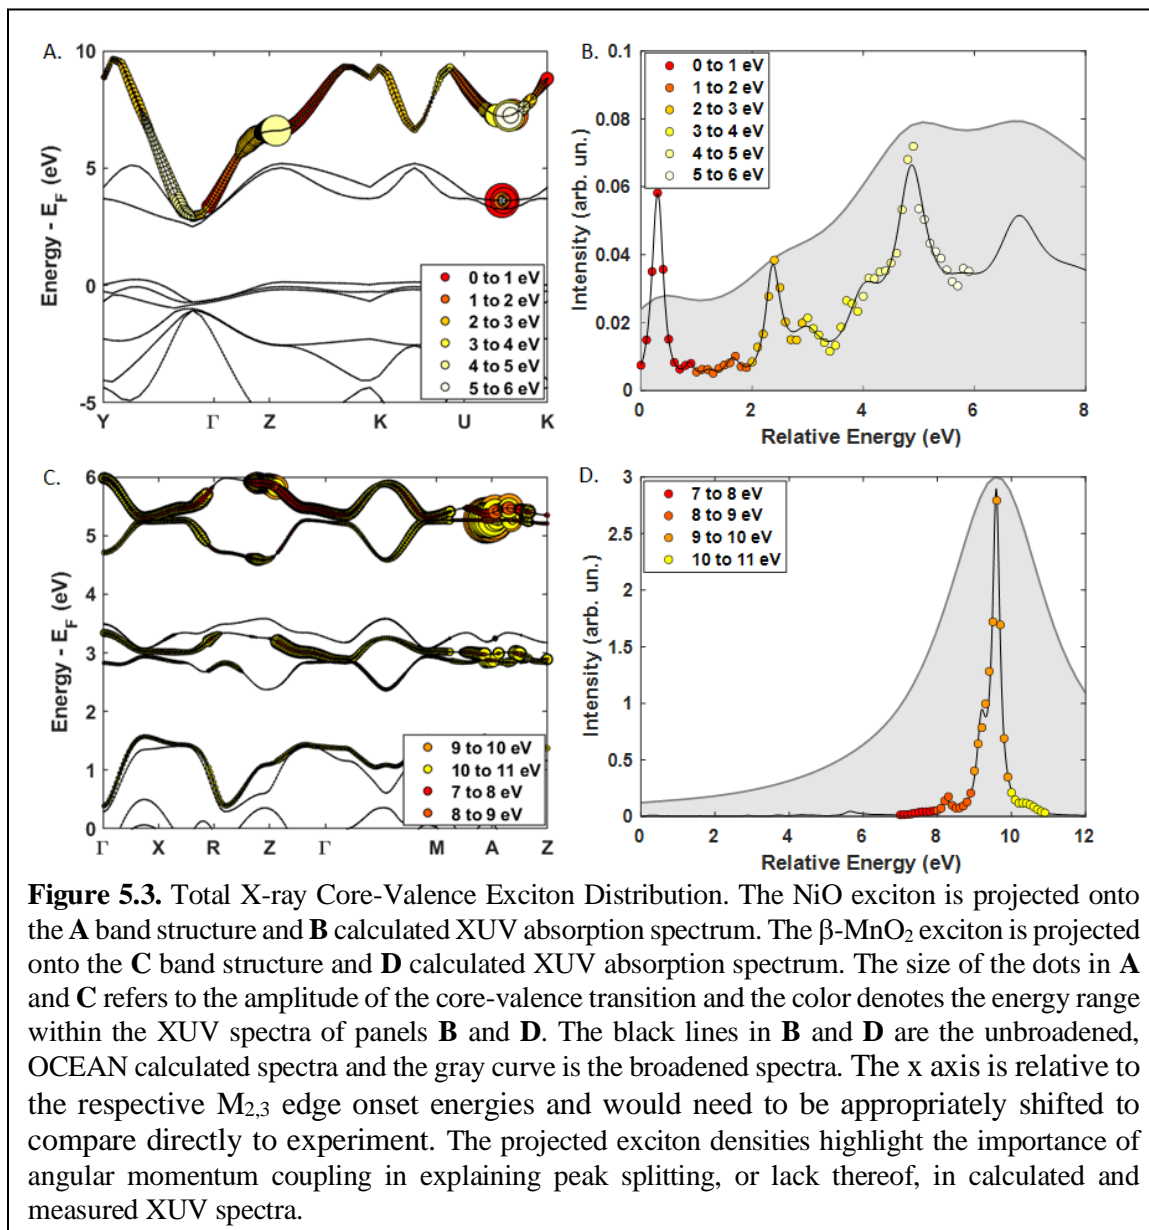 A.
10
5
0
-5
Energy - E_F (eV)
0 to 1 eV
1 to 2 eV
2 to 3 eV
3 to 4 eV
4 to 5 eV
5 to 6 eV
Y Γ Z K U K
B.
0.1
0.08
0.06
0.04
0.02
0
Intensity (arb. un.)
0 to 1 eV
1 to 2 eV
2 to 3 eV
3 to 4 eV
4 to 5 eV
5 to 6 eV
0 2 4 6 8
Relative Energy (eV)
C.
6
5
4
3
2
1
0
Energy - E_F (eV)
9 to 10 eV
10 to 11 eV
7 to 8 eV
8 to 9 eV
Γ X R Z Γ M A Z
D.
3
2.5
2
1.5
1
0.5
0
Intensity (arb. un.)
7 to 8 eV
8 to 9 eV
9 to 10 eV
10 to 11 eV
0 2 4 6 8 10 12
Relative Energy (eV)
Figure 5.3. Total X-ray Core-Valence Exciton Distribution. The NiO exciton is projected onto
the A band structure and B calculated XUV absorption spectrum. The β-MnO₂ exciton is projected
onto the C band structure and D calculated XUV absorption spectrum. The size of the dots in A
and C refers to the amplitude of the core-valence transition and the color denotes the energy range
within the XUV spectra of panels B and D. The black lines in B and D are the unbroadened,
OCEAN calculated spectra and the gray curve is the broadened spectra. The x axis is relative to
the respective M₂,₃ edge onset energies and would need to be appropriately shifted to
compare directly to experiment. The projected exciton densities highlight the importance of
angular momentum coupling in explaining peak splitting, or lack thereof, in calculated and
measured XUV spectra.